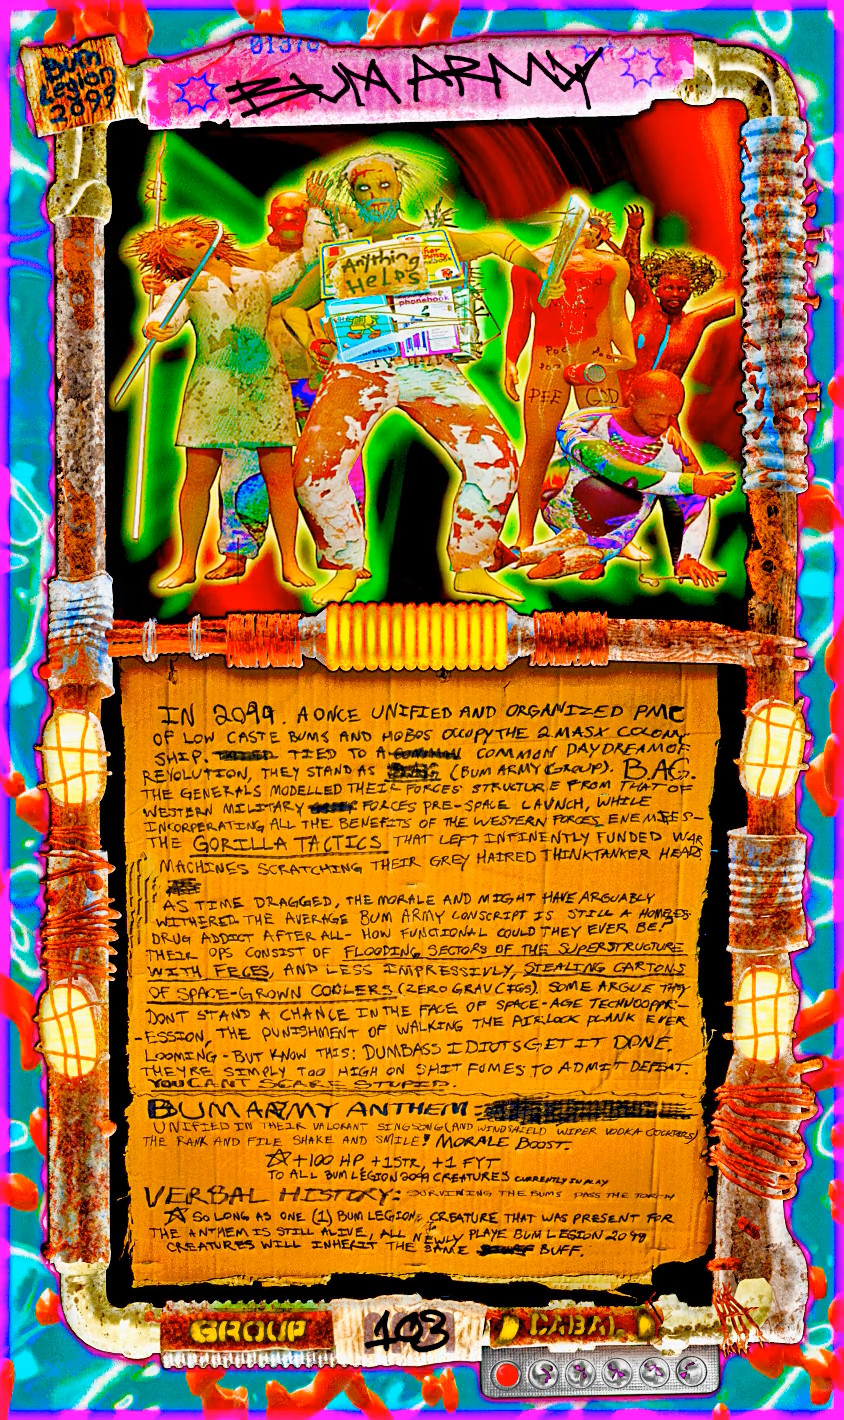 Bum
Legion
2099
BUM ARMY
Anything
HELPS
phonebook
PEE
GOD
IN 2099. A ONCE UNIFIED AND ORGANIZED PMC
OF LOW CASTE BUMS AND HOBOS OCCUPY THE 2MASX COLONY
SHIP. TIED TO A COMMON DAYDREAM OF
REVOLUTION, THEY STAND AS (BUM ARMY GROUP). B.A.G.
THE GENERALS MODELLED THEIR FORCES STRUCTURE FROM THAT OF
WESTERN MILITARY FORCES PRE-SPACE LAUNCH, WHILE
INKORPERATING ALL THE BENEFITS OF THE WESTERN FORCES ENEMIES-
THE GORILLA TACTICS THAT LEFT INFINENTLY FUNDED WAR
MACHINES SCRATCHING THEIR GREY HAIRED THINKTANKER HEADS
AS TIME DRAGGED, THE MORALE AND MIGHT HAVE ARGUABLY
WITHERED. THE AVERAGE BUM ARMY CONSCRIPT IS STILL A HOMELESS
DRUG ADDICT AFTER ALL- HOW FUNCTIONAL COULD THEY EVER BE?
THEIR OPS CONSIST OF FLOODING SECTORS OF THE SUPERSTRUCTURE
WITH FECES, AND LESS IMPRESSIVLY, STEALING CARTONS
OF SPACE-GROWN COOLERS (ZERO GRAV CIGS). SOME ARGUE THEY
DONT STAND A CHANCE IN THE FACE OF SPACE-AGE TECHNOOPPR-
-ESSION, THE PUNISHMENT OF WALKING THE AIRLOCK PLANK EVER
LOOMING- BUT KNOW THIS: DUMBASS IDIOTS GET IT DONE.
THEYRE SIMPLY TOO HIGH ON SHIT FUMES TO ADMIT DEFEAT.
YOU CANT SCARE STUPID.
BUM ARMY ANTHEM:
UNIFIED IN THEIR VALORANT SINGSONG (AND WINDSHIELD WIPER VODKA COCKTAILS)
THE RANK AND FILE SHAKE AND SMILE! MORALE BOOST.
+100 HP +1STR, +1 FYT
TO ALL BUM LEGION 2099 CREATURES CURRENTLY IN PLAY
VERBAL HISTORY: SURVIVING THE BUMS PASS THE TORCH
SO LONG AS ONE (1) BUM LEGION CREATURE THAT WAS PRESENT FOR
THE ANTHEM IS STILL ALIVE, ALL NEWLY PLAYE BUM LEGION 2099
CREATURES WILL INHERIT THE SAME BUFF.
GROUP
103
CABAL